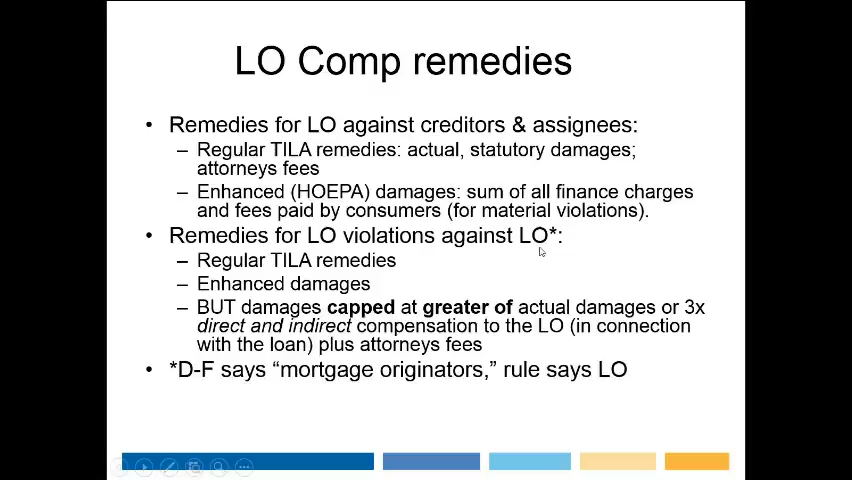 LO Comp remedies
• Remedies for LO against creditors & assignees:
– Regular TILA remedies: actual, statutory damages;
attorneys fees
– Enhanced (HOEPA) damages: sum of all finance charges
and fees paid by consumers (for material violations).
• Remedies for LO violations against LO*:
– Regular TILA remedies
– Enhanced damages
– BUT damages capped at greater of actual damages or 3x
direct and indirect compensation to the LO (in connection
with the loan) plus attorneys fees
• *D-F says “mortgage originators,” rule says LO